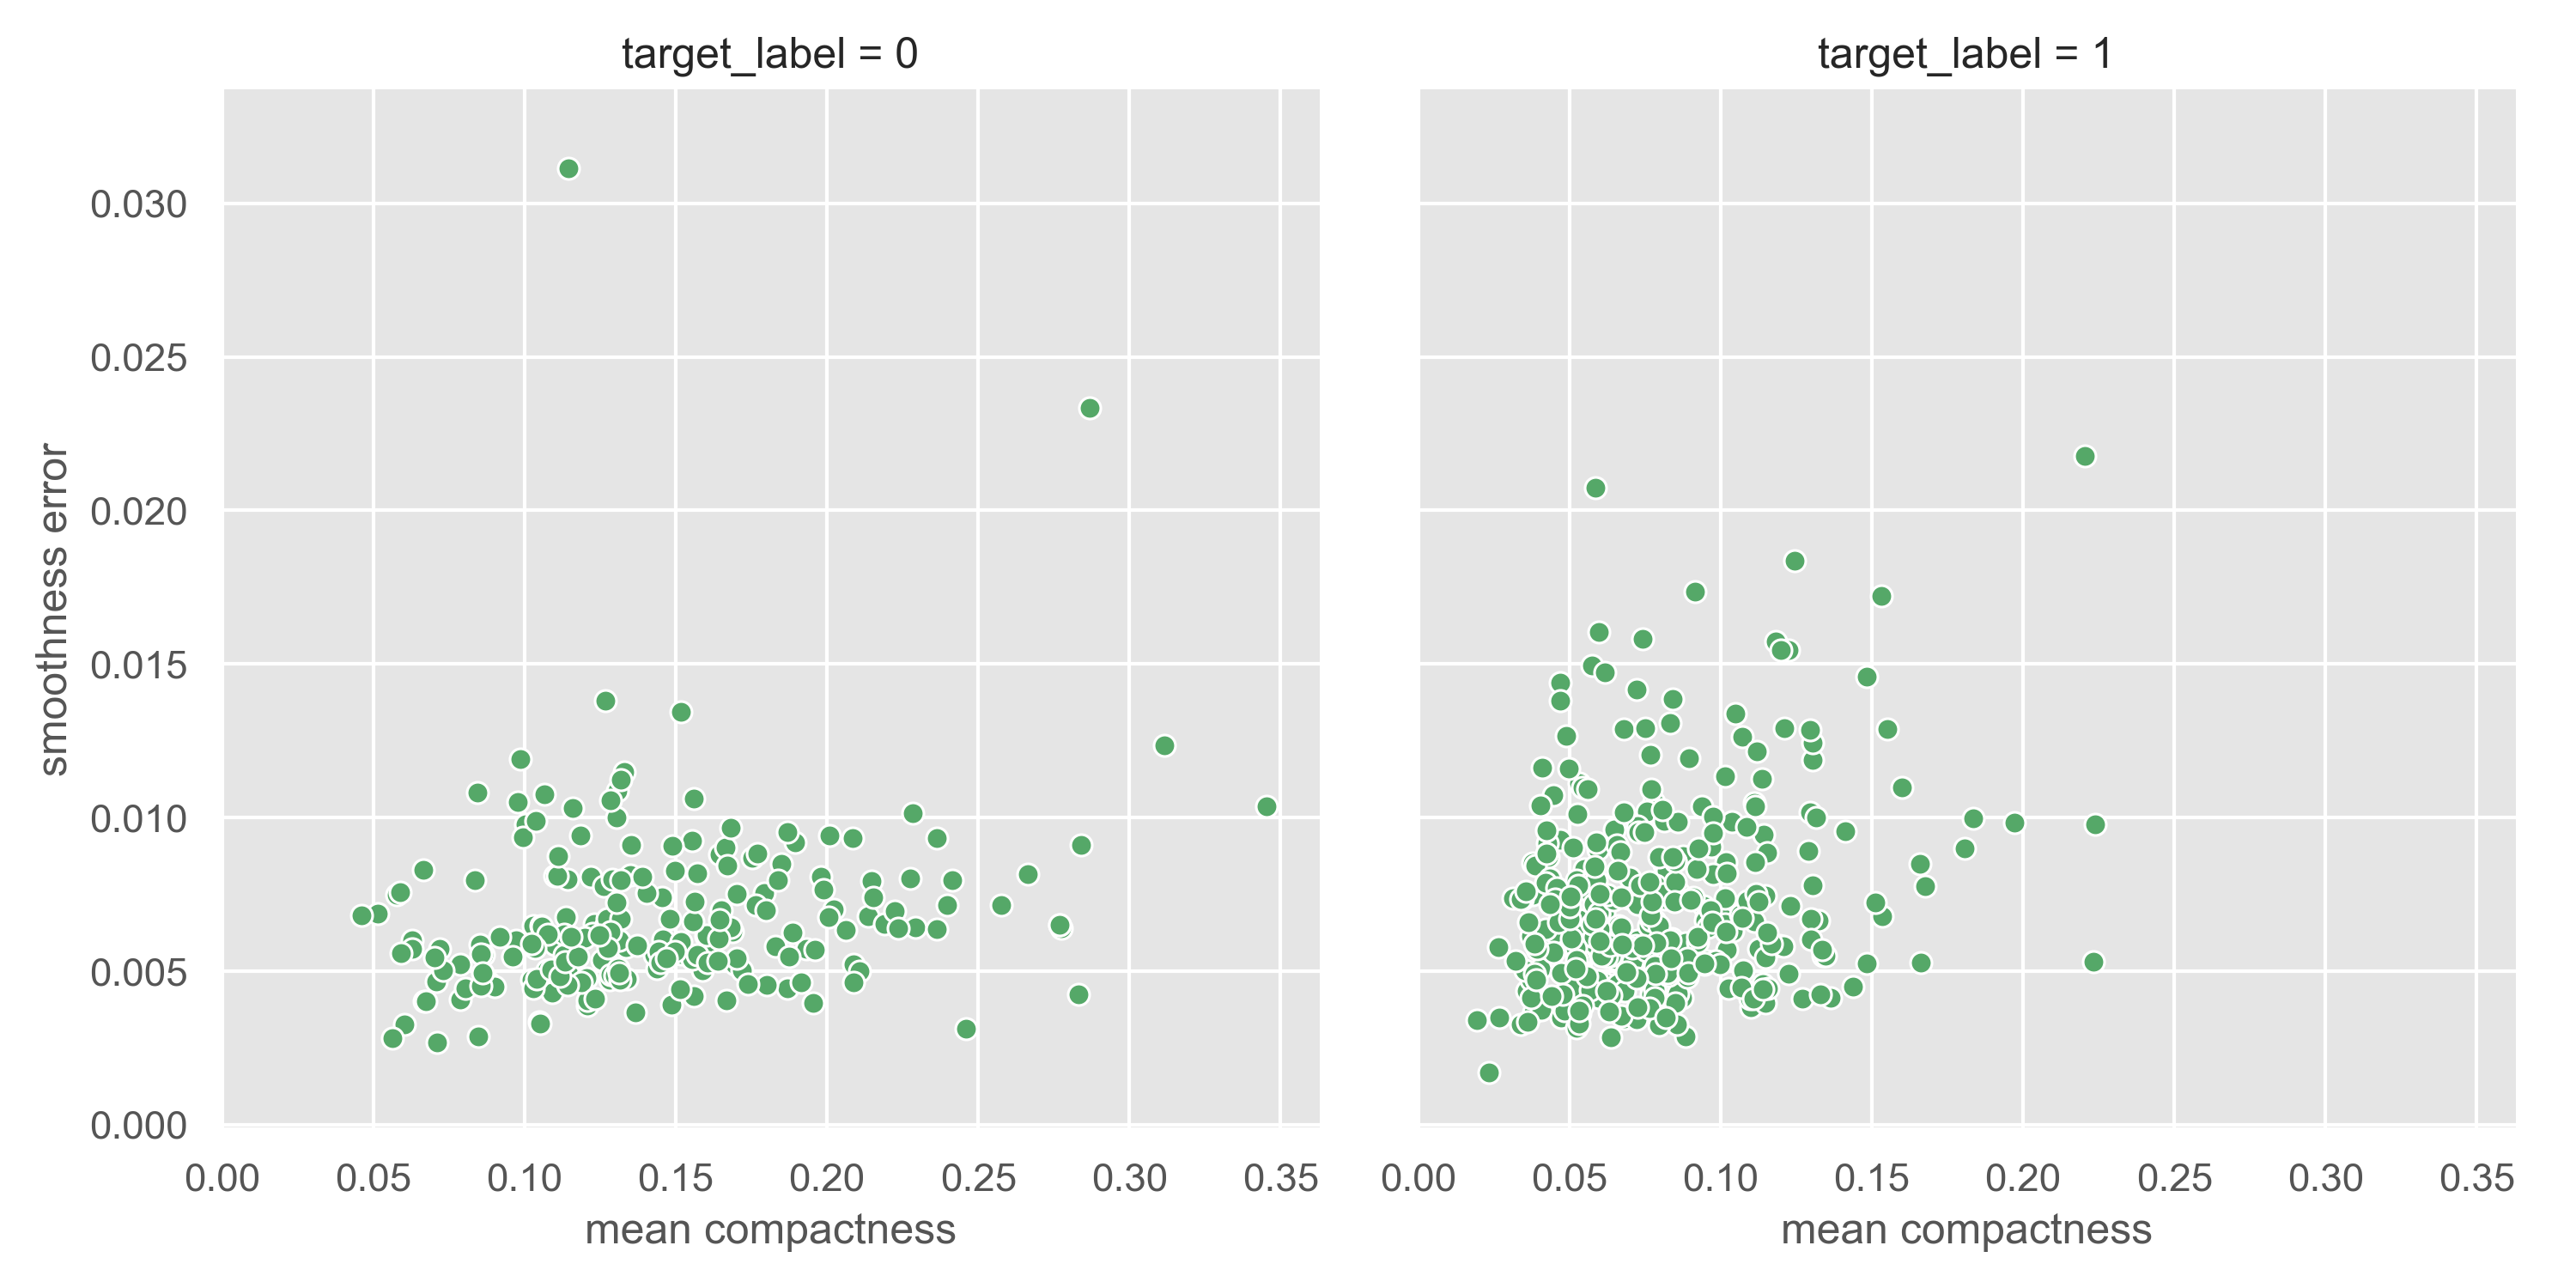 target_label = 0
target_label = 1
smoothness error
0.030
0.025
0.020
0.015
0.010
0.005
0.000
0.00 0.05 0.10 0.15 0.20 0.25 0.30 0.35
0.00 0.05 0.10 0.15 0.20 0.25 0.30 0.35
mean compactness
mean compactness